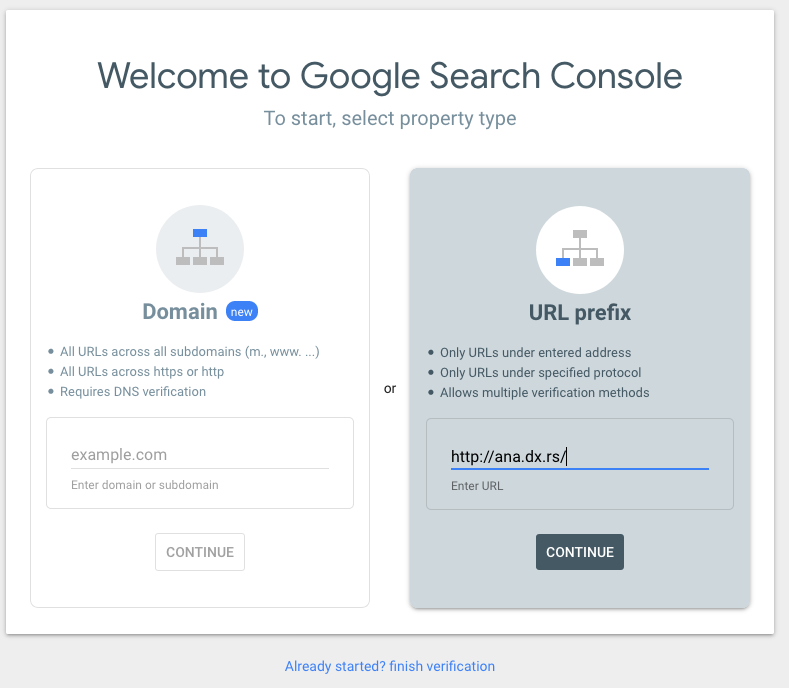 Welcome to Google Search Console
To start, select property type
Domain new
• All URLs across all subdomains (m., www. ...)
• All URLs across https or http
• Requires DNS verification
example.com
Enter domain or subdomain
CONTINUE
or
URL prefix
• Only URLs under entered address
• Only URLs under specified protocol
• Allows multiple verification methods
http://ana.dx.rs/
Enter URL
CONTINUE
Already started? finish verification